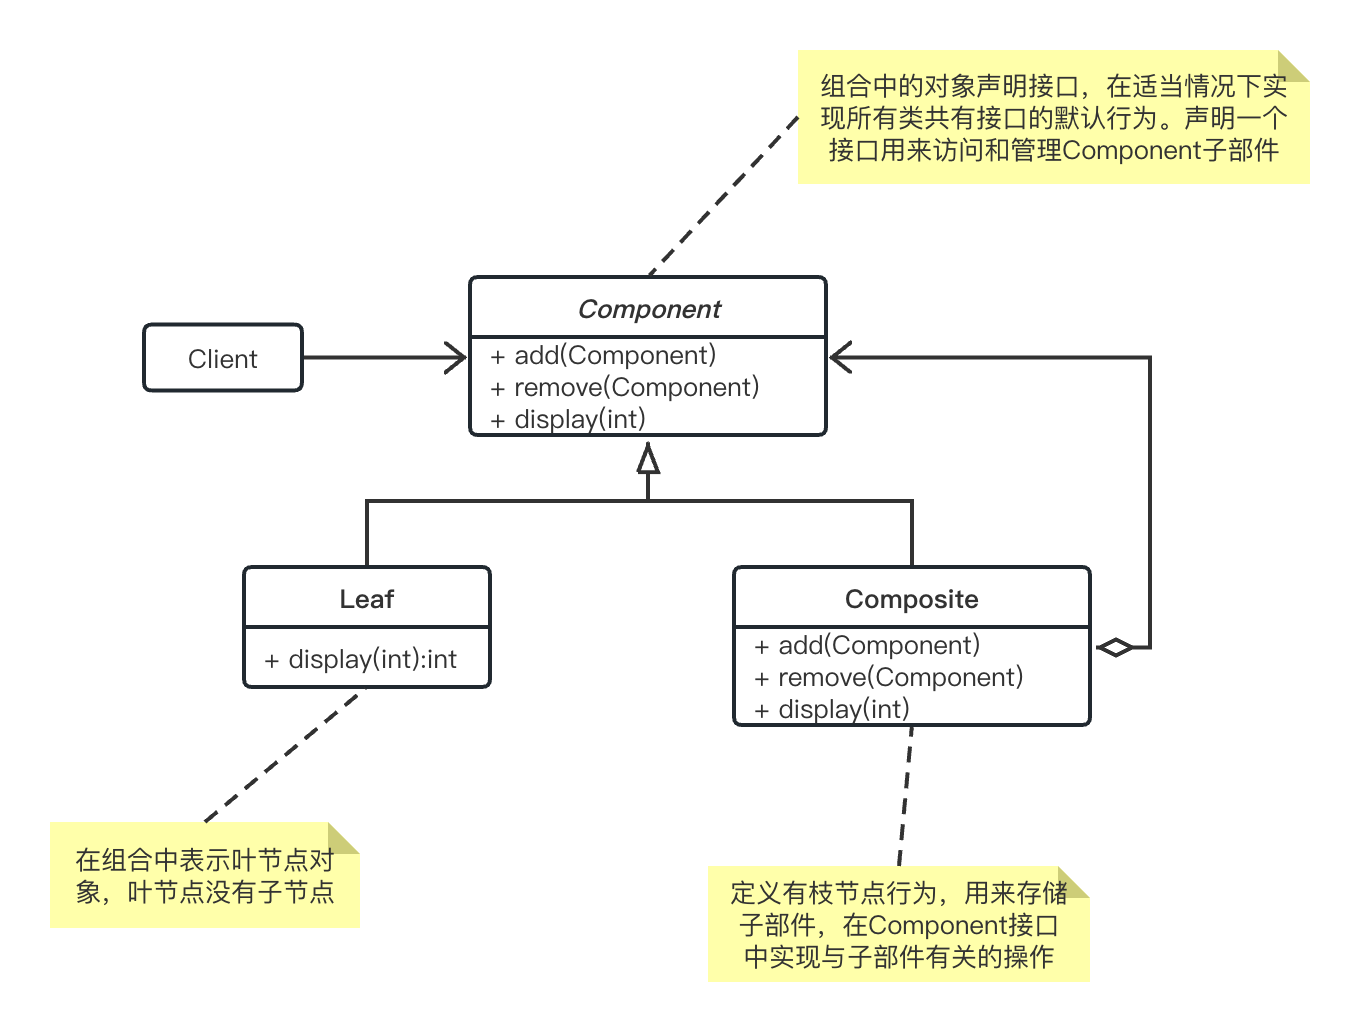 组合中的对象声明接口，在适当情况下实
现所有类共有接口的默认行为。声明一个
接口用来访问和管理Component子部件
Component
+ add(Component)
+ remove(Component)
+ display(int)
Client
Leaf
+ display(int):int
Composite
+ add(Component)
+ remove(Component)
+ display(int)
在组合中表示叶节点对
象，叶节点没有子节点
定义有枝节点行为，用来存储
子部件，在Component接口
中实现与子部件有关的操作